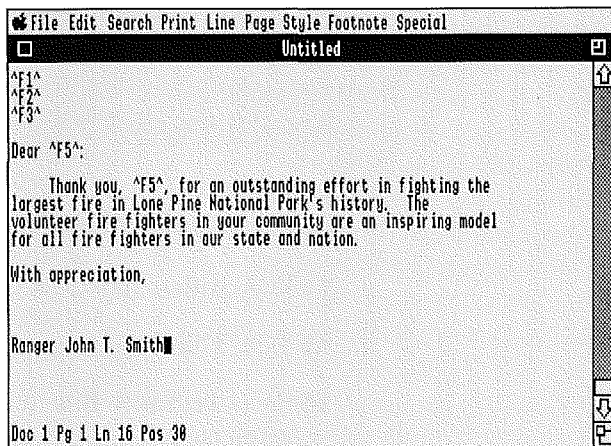 File Edit Search Print Line Page Style Footnote Special
Untitled
^F1^
^F2^
^F3^
Dear ^F5^:
Thank you, ^F5^, for an outstanding effort in fighting the
largest fire in Lone Pine National Park's history. The
volunteer fire fighters in your community are an inspiring model
for all fire fighters in our state and nation.
With appreciation,
Ranger John T. Smith
Doc 1 Pg 1 Ln 16 Pos 30